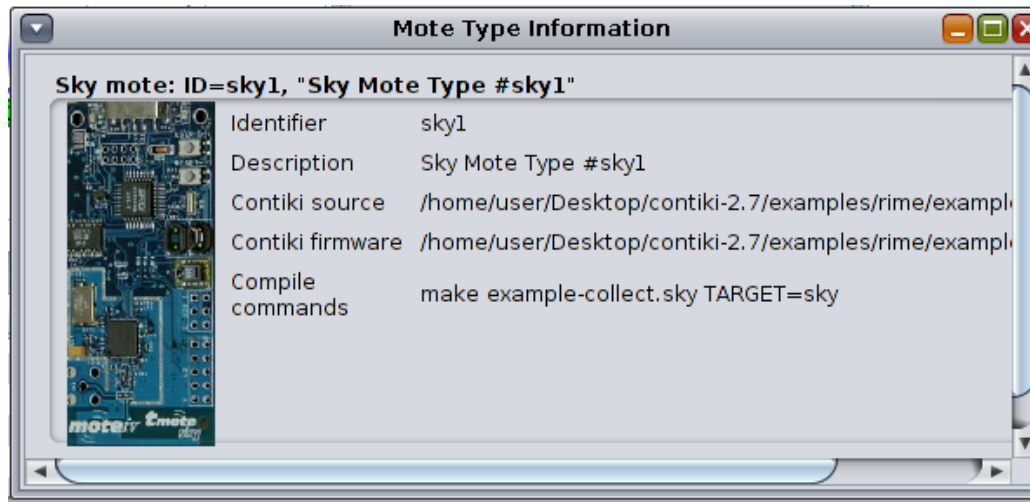 Mote Type Information
Sky mote: ID=sky1, "Sky Mote Type #sky1"
Identifier sky1
Description Sky Mote Type #sky1
Contiki source /home/user/Desktop/contiki-2.7/examples/rime/exampl
Contiki firmware /home/user/Desktop/contiki-2.7/examples/rime/exampl
Compile
commands make example-collect.sky TARGET=sky
moteiv tmote
sky